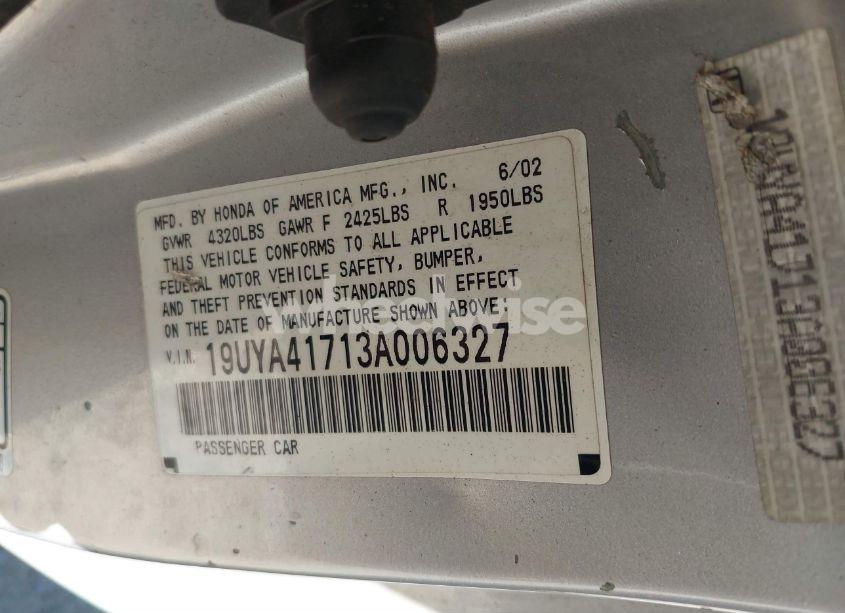 MFD. BY HONDA OF AMERICA MFG., INC. 6/02
GVWR 4320LBS GAWR F 2425LBS R 1950LBS
THIS VEHICLE CONFORMS TO ALL APPLICABLE
FEDERAL MOTOR VEHICLE SAFETY, BUMPER,
AND THEFT PREVENTION STANDARDS IN EFFECT
ON THE DATE OF MANUFACTURE SHOWN ABOVE.
V.I.N. 19UYA41713A006327
PASSENGER CAR
wheelwise